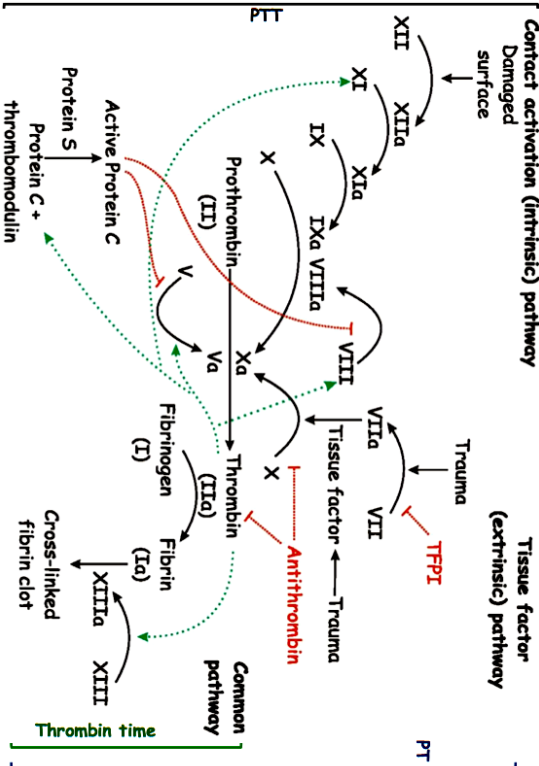 PTT
Contact activation (intrinsic) pathway
Damaged
surface
XII
XIIa
XI
XIa
IX
IXa VIIIa
VIII
X
Prothrombin
(II)
Xa
Va
V
Active Protein C
Protein S
Protein C +
thrombomodulin
Tissue factor
(extrinsic) pathway
Trauma
TFPI
VII
VIIa
Tissue factor
Trauma
X
Antithrombin
Thrombin
(IIa)
Fibrinogen
(I)
Fibrin
(Ia)
XIIIa
XIII
Cross-linked
fibrin clot
Common
pathway
Thrombin time
PT